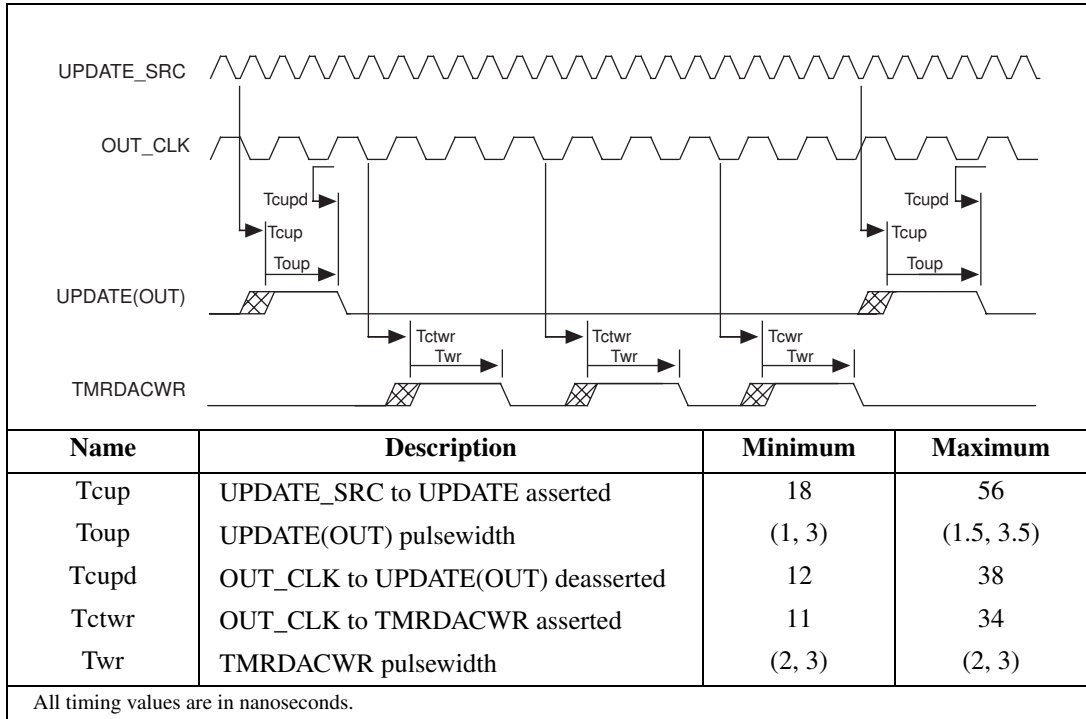 UPDATE_SRC
OUT_CLK
Tcupd
Tcupd
Tcup
Tcup
Toup
Toup
UPDATE(OUT)
Tctwr
Tctwr
Tcwr
Twr
Twr
Twr
TMRDACWR
Name Description Minimum Maximum
Tcup UPDATE_SRC to UPDATE asserted 18 56
Toup UPDATE(OUT) pulsewidth (1, 3) (1.5, 3.5)
Tcupd OUT_CLK to UPDATE(OUT) deasserted 12 38
Tctwr OUT_CLK to TMRDACWR asserted 11 34
Twr TMRDACWR pulsewidth (2, 3) (2, 3)
All timing values are in nanoseconds.